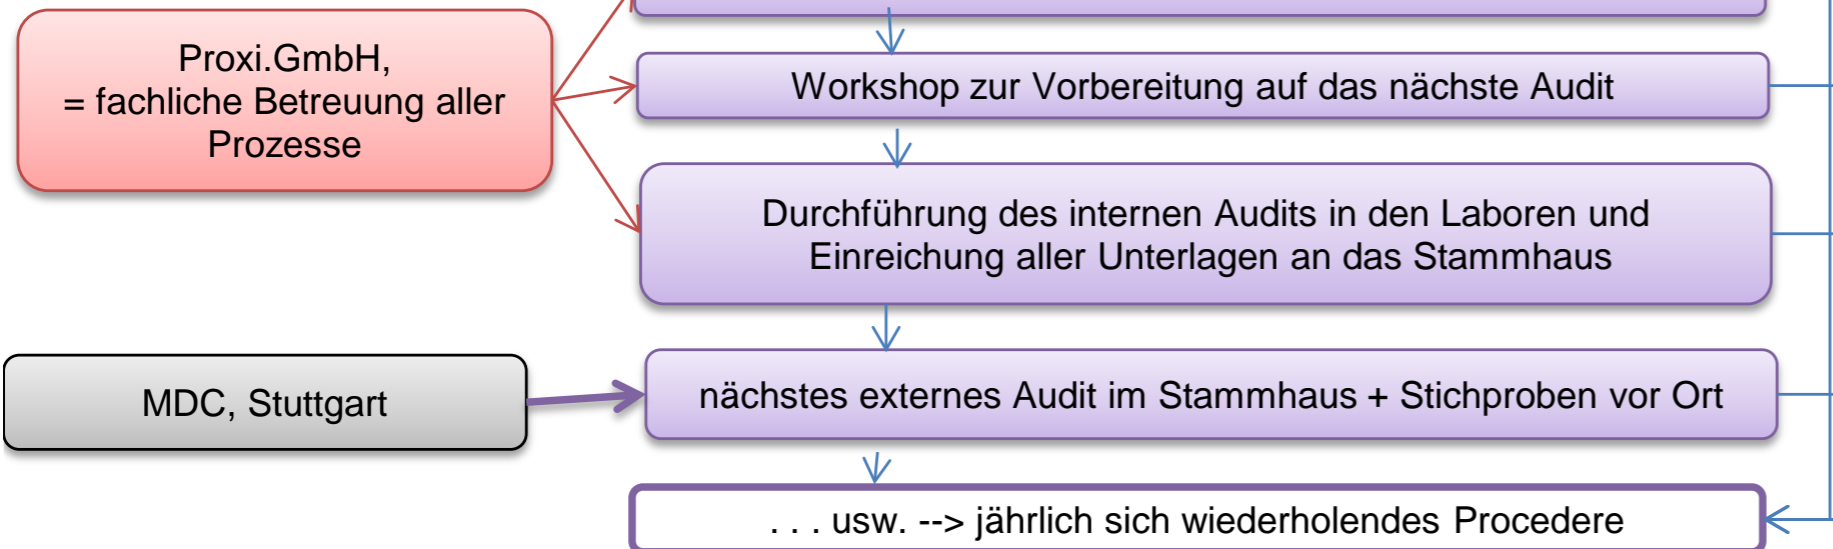 Proxi.GmbH,
= fachliche Betreuung aller
Prozesse
Workshop zur Vorbereitung auf das nächste Audit
Durchführung des internen Audits in den Laboren und
Einreichung aller Unterlagen an das Stammhaus
MDC, Stuttgart
nächstes externes Audit im Stammhaus + Stichproben vor Ort
. . . usw. --> jährlich sich wiederholendes Procedere